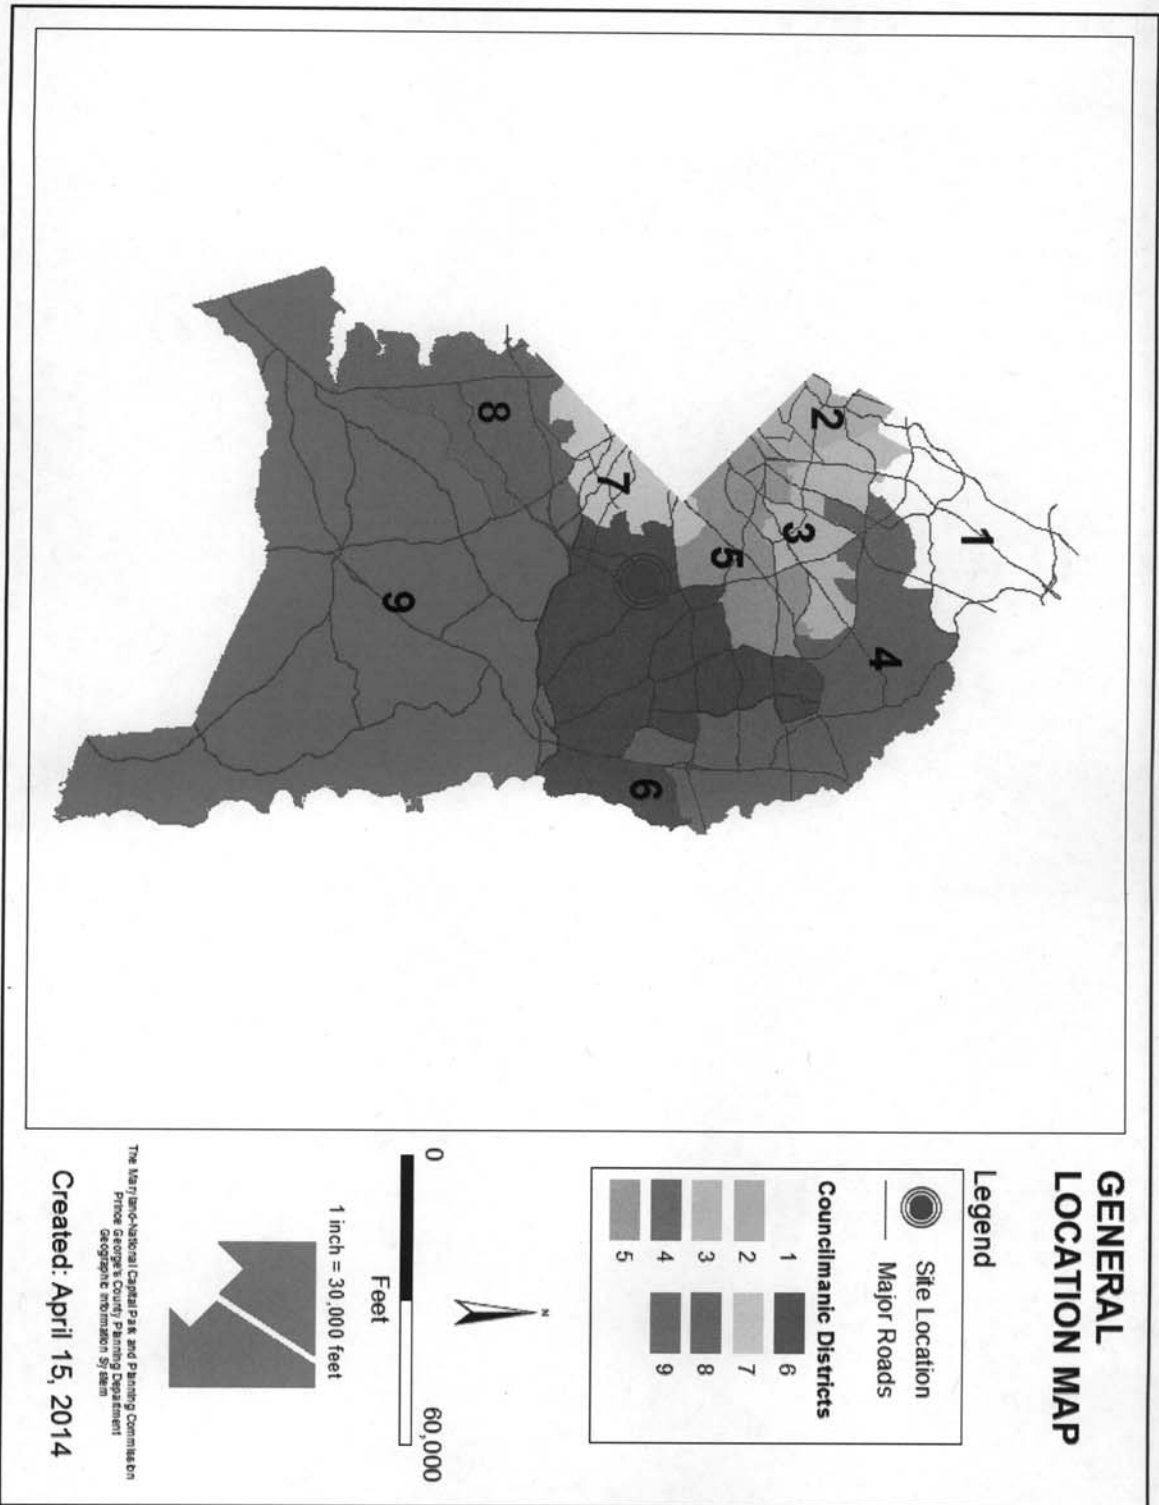 GENERAL
LOCATION MAP
Legend
Site Location
Major Roads
Councilmanic Districts
1
2
3
4
5
6
7
8
9
N
0
60,000
Feet
1 inch = 30,000 feet
The Maryland-National Capital Park and Planning Commission
Prince George's County Planning Department
Geographic Information System
Created: April 15, 2014
1
2
3
4
5
6
7
8
9